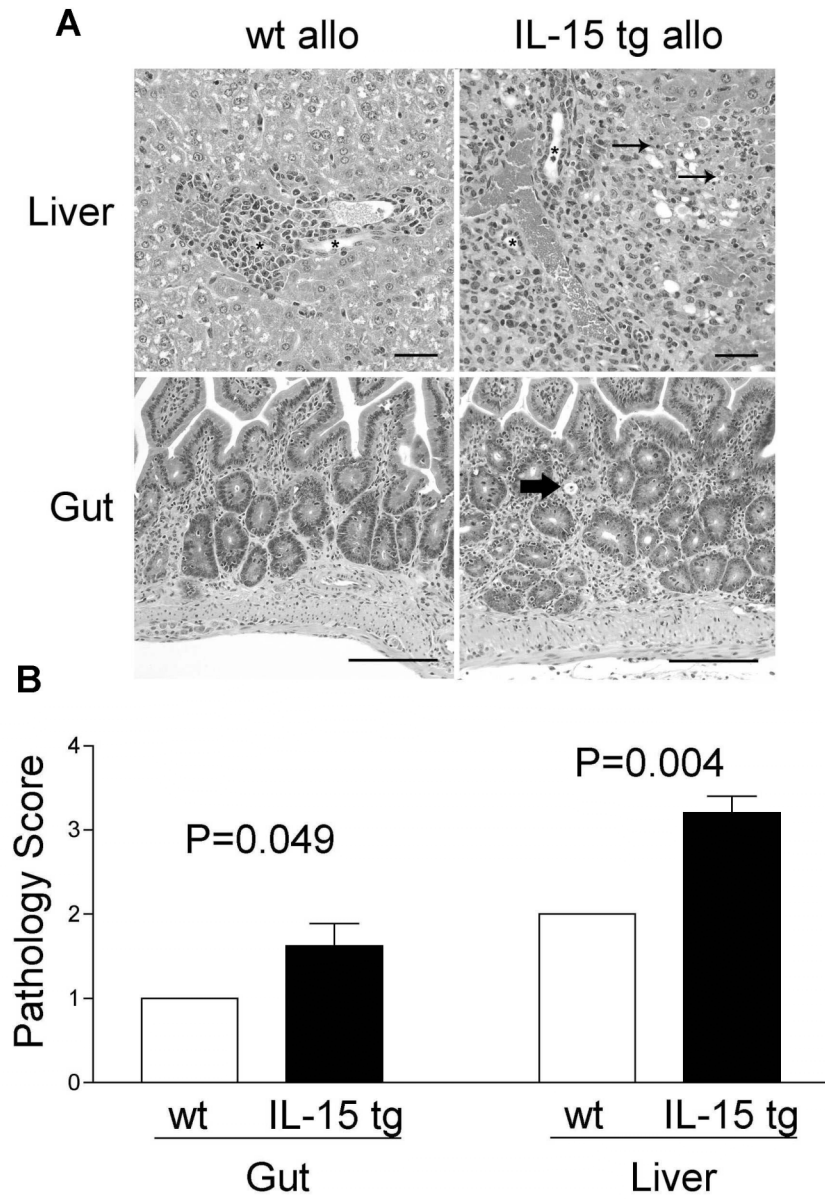 A
wt allo IL-15 tg allo
Liver
* *
* *
Gut
B
Pathology Score
4
3
2
1
0
P=0.049
P=0.004
wt IL-15 tg wt IL-15 tg
Gut Liver